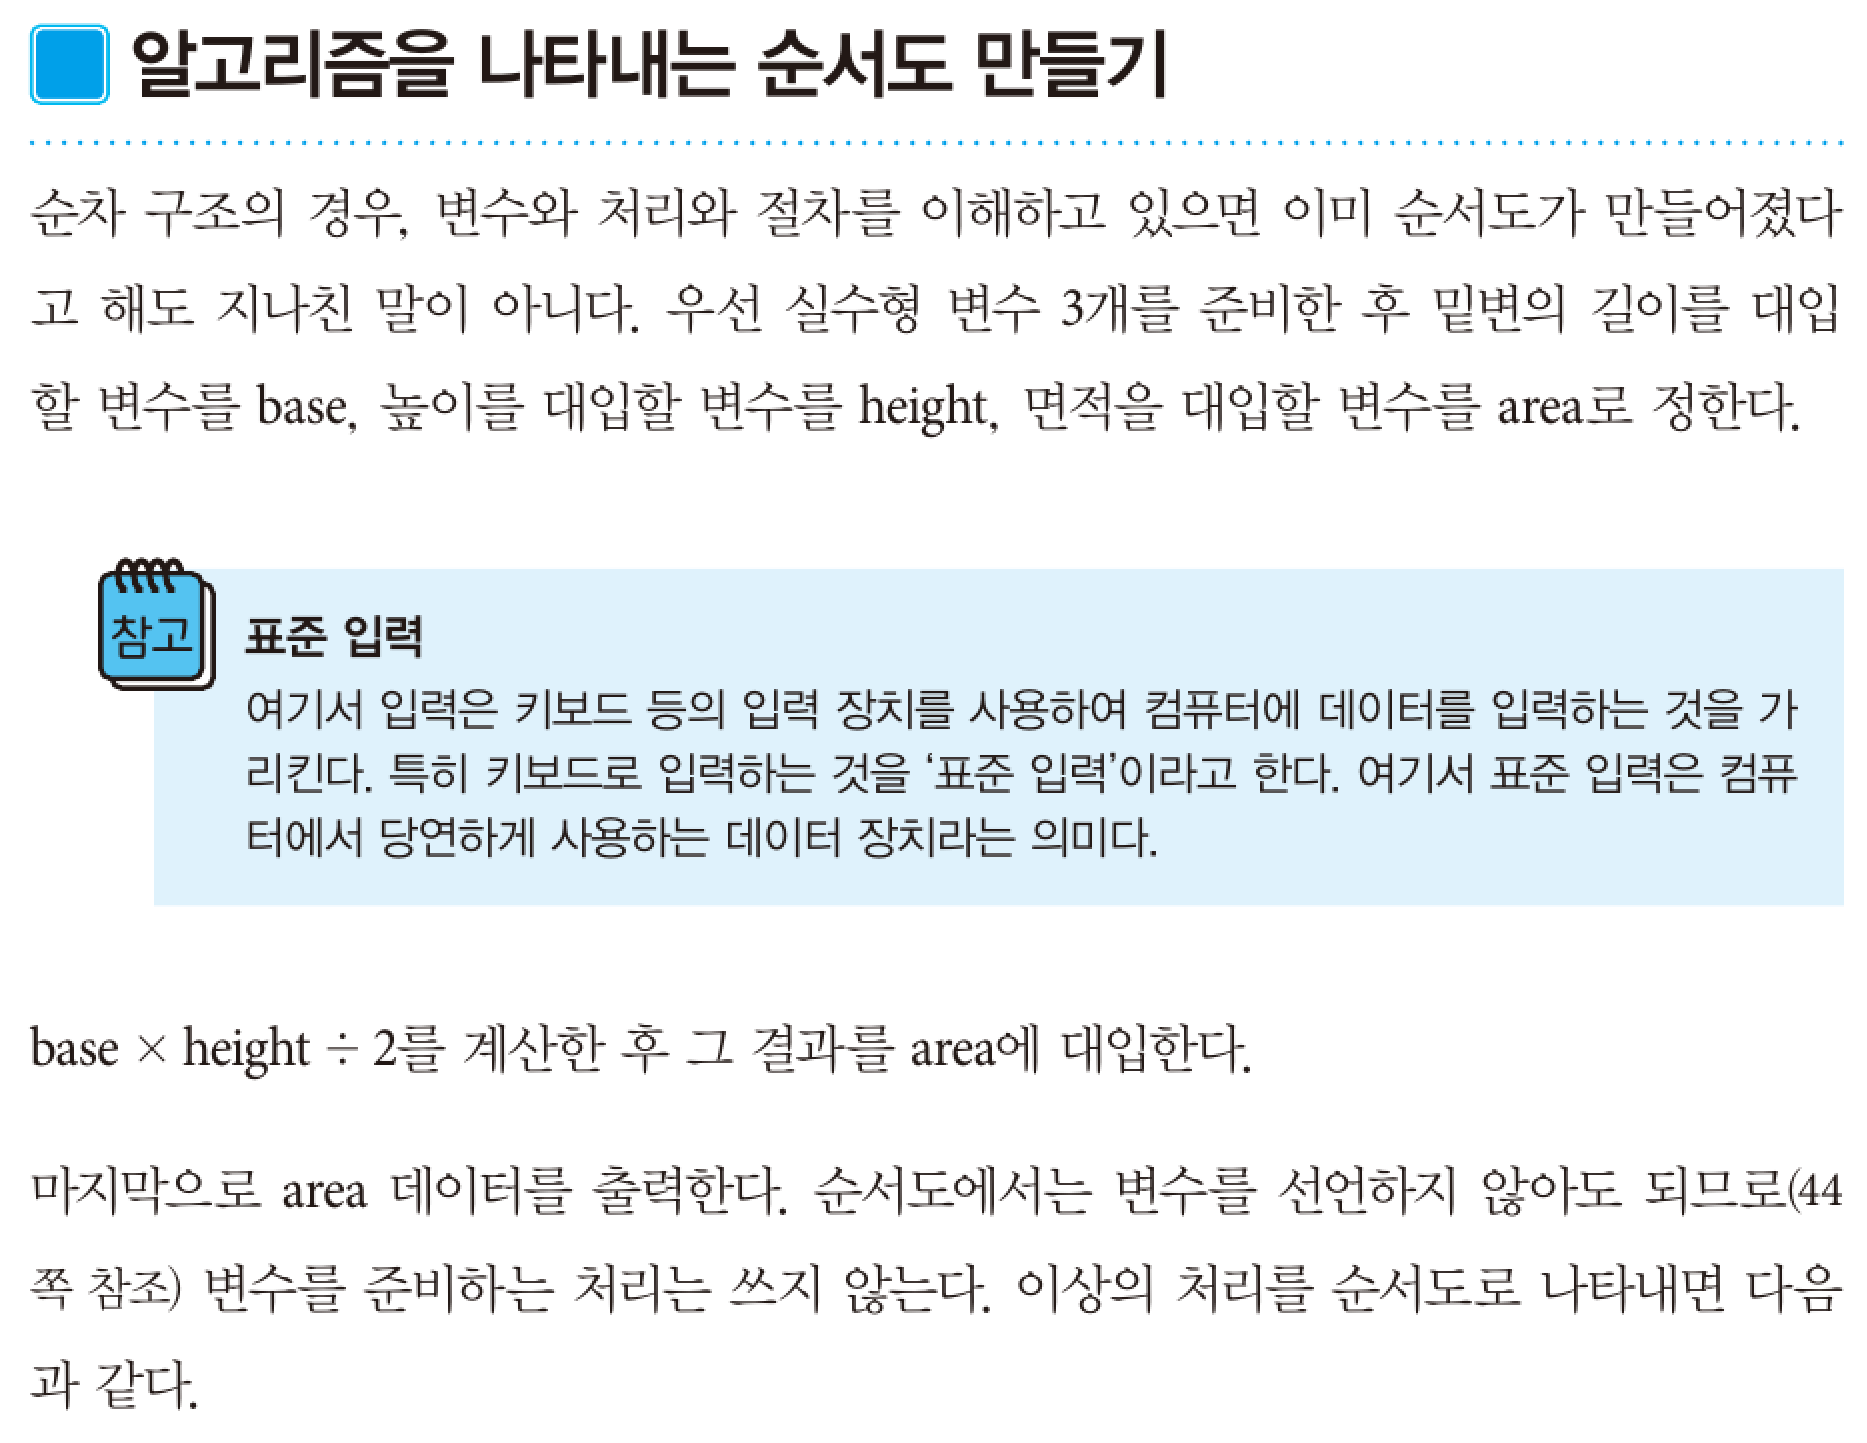 알고리즘을 나타내는 순서도 만들기
순차 구조의 경우, 변수와 처리와 절차를 이해하고 있으면 이미 순서도가 만들어졌다
고 해도 지나친 말이 아니다. 우선 실수형 변수 3개를 준비한 후 밑변의 길이를 대입
할 변수를 base, 높이를 대입할 변수를 height, 면적을 대입할 변수를 area로 정한다.
참고
표준 입력
여기서 입력은 키보드 등의 입력 장치를 사용하여 컴퓨터에 데이터를 입력하는 것을 가
리킨다. 특히 키보드로 입력하는 것을 ‘표준 입력’이라고 한다. 여기서 표준 입력은 컴퓨
터에서 당연하게 사용하는 데이터 장치라는 의미다.
base × height ÷ 2를 계산한 후 그 결과를 area에 대입한다.
마지막으로 area 데이터를 출력한다. 순서도에서는 변수를 선언하지 않아도 되므로(44
쪽 참조) 변수를 준비하는 처리는 쓰지 않는다. 이상의 처리를 순서도로 나타내면 다음
과 같다.